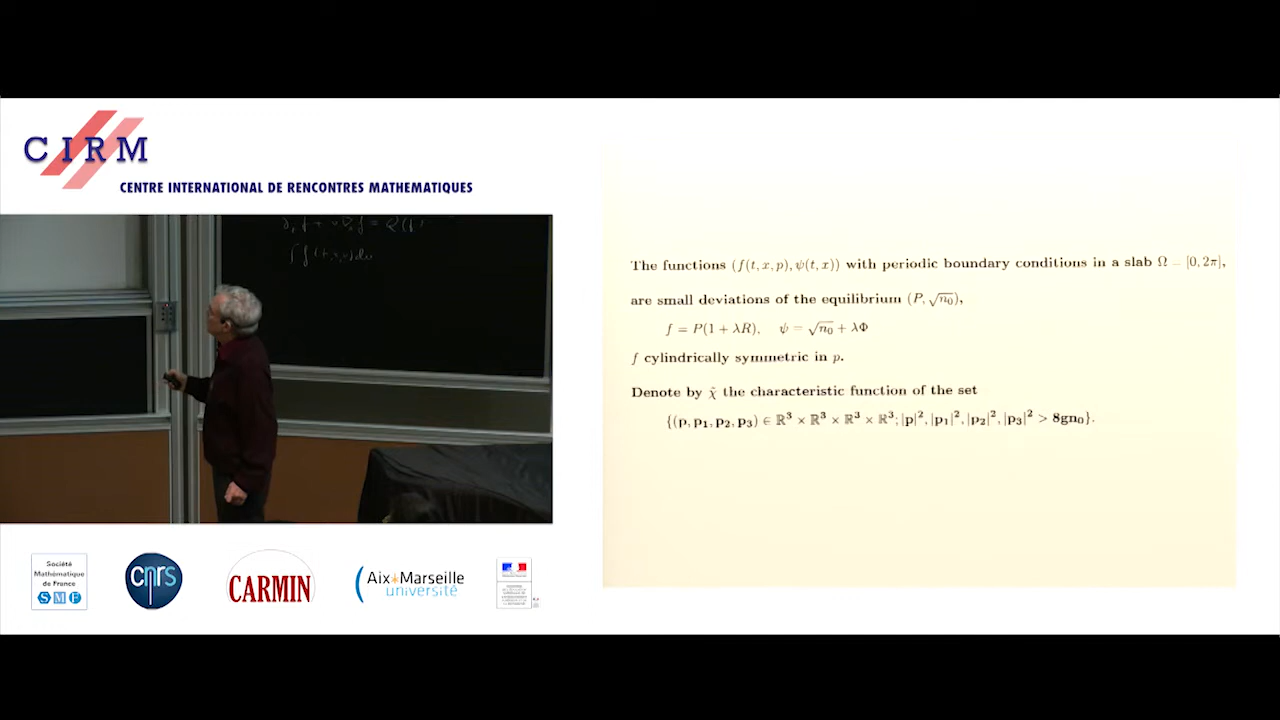 CIRM
CENTRE INTERNATIONAL DE RENCONTRES MATHEMATIQUES
∫ f (t,x,v) dv
The functions (f(t, x, p), ψ(t, x)) with periodic boundary conditions in a slab Ω = [0, 2π],
are small deviations of the equilibrium (P, √n₀),
f = P(1 + λR), ψ = √n₀ + λΦ
f cylindrically symmetric in p.
Denote by χ̃ the characteristic function of the set
{(p, p₁, p₂, p₃) ∈ ℝ³ × ℝ³ × ℝ³ × ℝ³; |p|², |p₁|², |p₂|², |p₃|² > 8gn₀}.
Société
Mathématique
de France
SMF
cnrs
CARMIN
Aix*Marseille
université